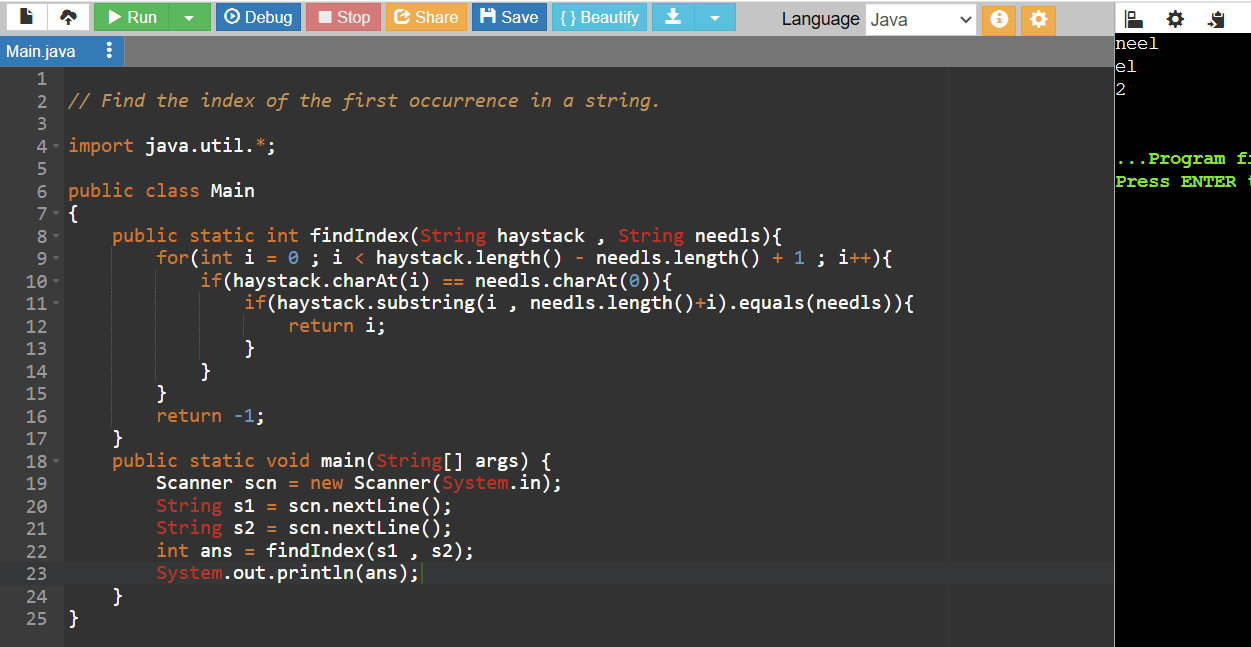 Run Debug Stop Share Save { } Beautify Language Java
Main.java
1
2 // Find the index of the first occurrence in a string.
3
4 import java.util.*;
5
6 public class Main
7 {
8 public static int findIndex(String haystack , String needls){
9 for(int i = 0 ; i < haystack.length() - needls.length() + 1 ; i++){
10 if(haystack.charAt(i) == needls.charAt(0)){
11 if(haystack.substring(i , needls.length()+i).equals(needls)){
12 return i;
13 }
14 }
15 }
16 return -1;
17 }
18 public static void main(String[] args) {
19 Scanner scn = new Scanner(System.in);
20 String s1 = scn.nextLine();
21 String s2 = scn.nextLine();
22 int ans = findIndex(s1 , s2);
23 System.out.println(ans);
24 }
25 }
neel
el
2
...Program
Press ENTER